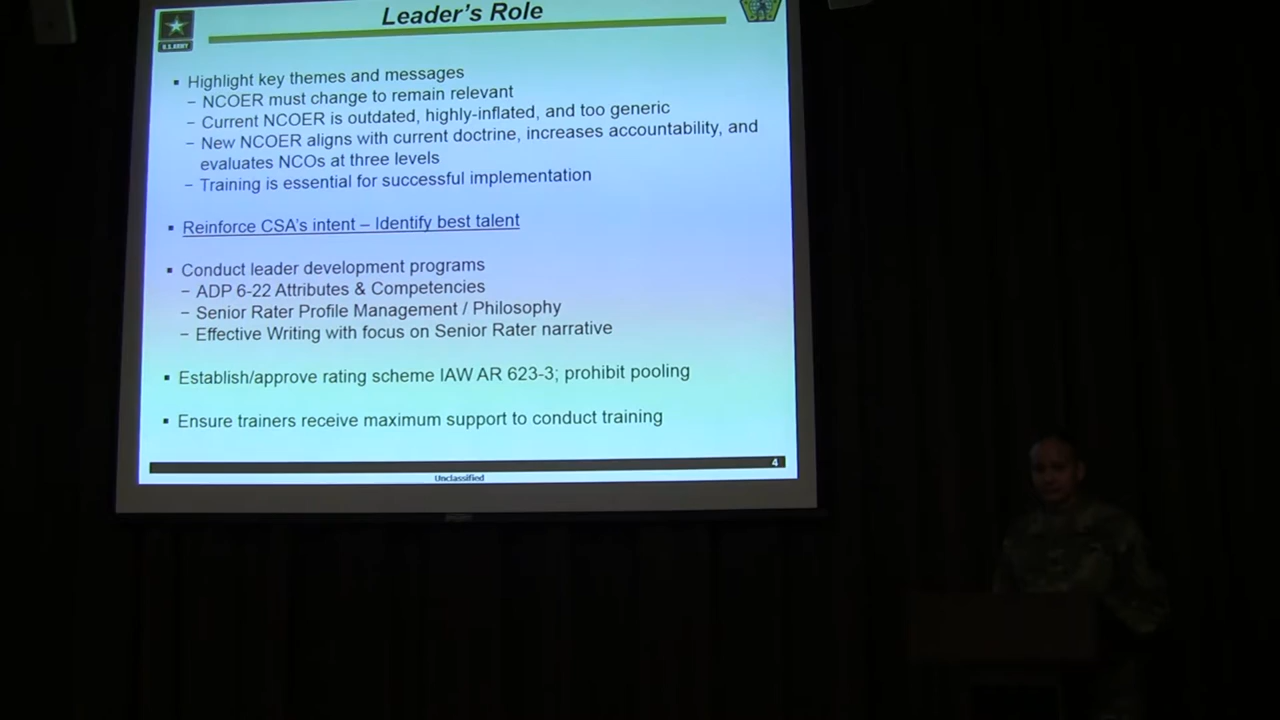 Leader's Role
U.S.ARMY
▪ Highlight key themes and messages
– NCOER must change to remain relevant
– Current NCOER is outdated, highly-inflated, and too generic
– New NCOER aligns with current doctrine, increases accountability, and
evaluates NCOs at three levels
– Training is essential for successful implementation
▪ Reinforce CSA's intent – Identify best talent
▪ Conduct leader development programs
– ADP 6-22 Attributes & Competencies
– Senior Rater Profile Management / Philosophy
– Effective Writing with focus on Senior Rater narrative
▪ Establish/approve rating scheme IAW AR 623-3; prohibit pooling
▪ Ensure trainers receive maximum support to conduct training
4
Unclassified